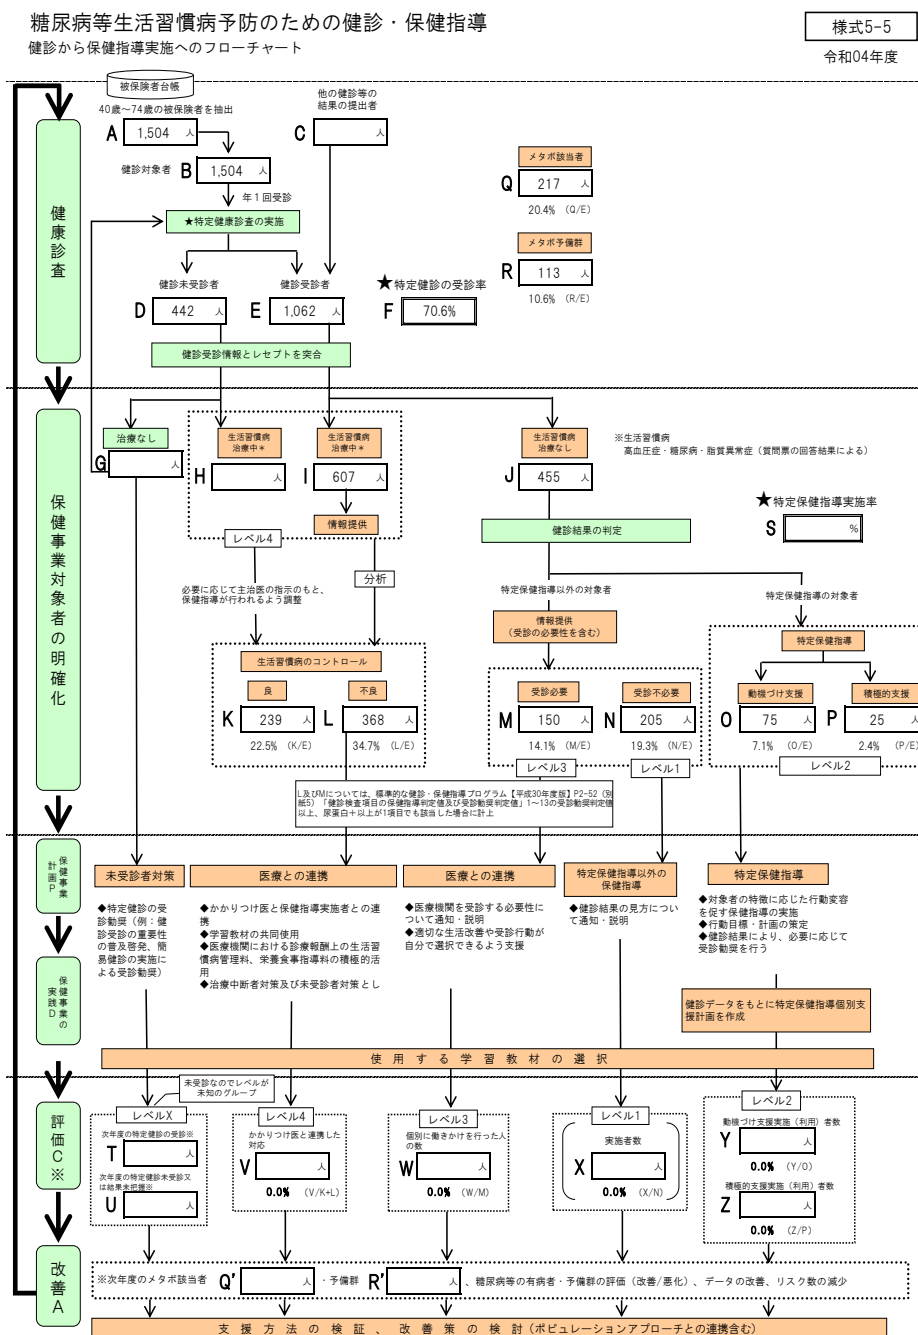 糖尿病等生活習慣病予防のための健診・保健指導
様式5-5
健診から保健指導実施へのフローチャート
令和04年度
被保険者台帳
40歳～74歳の被保険者を抽出
A 1,504 人
他の健診等の
結果の提出者
C 人
健診対象者 B 1,504 人
年1回受診
★特定健康診査の実施
メタボ該当者
Q 217 人
20.4% (Q/E)
メタボ予備群
R 113 人
10.6% (R/E)
健康診査
健診未受診者
D 442 人
健診受診者
E 1,062 人
★特定健診の受診率
F 70.6%
健診受診情報とレセプトを突合
保健事業対象者の明確化
治療なし
G 人
生活習慣病
治療中*
H 人
生活習慣病
治療中*
I 607 人
情報提供
レベル4
生活習慣病
治療なし
J 455 人
※生活習慣病
高血圧症・糖尿病・脂質異常症（質問票の回答結果による）
★特定保健指導実施率
S %
健診結果の判定
必要に応じて主治医の指示のもと、
保健指導が行われるよう調整
分析
特定保健指導以外の対象者
特定保健指導の対象者
情報提供
（受診の必要性を含む）
生活習慣病のコントロール
良
K 239 人
22.5% (K/E)
不良
L 368 人
34.7% (L/E)
受診必要
M 150 人
14.1% (M/E)
レベル3
受診不必要
N 205 人
19.3% (N/E)
レベル1
特定保健指導
動機づけ支援
O 75 人
7.1% (O/E)
積極的支援
P 25 人
2.4% (P/E)
レベル2
L及びMについては、標準的な健診・保健指導プログラム【平成30年度版】P2-52（別
紙5）「健診検査項目の保健指導判定値及び受診勧奨判定値」1～13の受診勧奨判定値
以上、尿蛋白＋以上が1項目でも該当した場合に計上
保健事業
計画P
保健事業の
実践D
未受診者対策
◆特定健診の受
診勧奨（例：健
診受診の重要性
の普及啓発、簡
易健診の実施に
よる受診勧奨）
医療との連携
◆かかりつけ医と保健指導実施者との連
携
◆学習教材の共同使用
◆医療機関における診療報酬上の生活習
慣病管理料、栄養食事指導料の積極的活
用
◆治療中断者対策及び未受診者対策とし
医療との連携
◆医療機関を受診する必要性に
ついて通知・説明
◆適切な生活改善や受診行動が
自分で選択できるよう支援
特定保健指導以外の
保健指導
◆健診結果の見方につい
て通知・説明
特定保健指導
◆対象者の特徴に応じた行動変容
を促す保健指導の実施
◆行動目標・計画の策定
◆健診結果により、必要に応じて
受診勧奨を行う
健診データをもとに特定保健指導個別支
援計画を作成
使用する学習教材の選択
評価C※
未受診なのでレベルが
未知のグループ
レベルX
次年度の特定健診の受診※
T 人
次年度の特定健診未受診又
は結果未把握※
U 人
レベル4
かかりつけ医と連携した
対応
V 人
0.0% (V/K+L)
レベル3
個別に働きかけを行った人
の数
W 人
0.0% (W/M)
レベル1
実施者数
X 人
0.0% (X/N)
レベル2
動機づけ支援実施（利用）者数
Y 人
0.0% (Y/O)
積極的支援実施（利用）者数
Z 人
0.0% (Z/P)
改善A
※次年度のメタボ該当者 Q' 人 ・予備群 R' 人 、糖尿病等の有病者・予備群の評価（改善/悪化）、データの改善、リスク数の減少
支援方法の検証、改善策の検討（ポピュレーションアプローチとの連携含む）